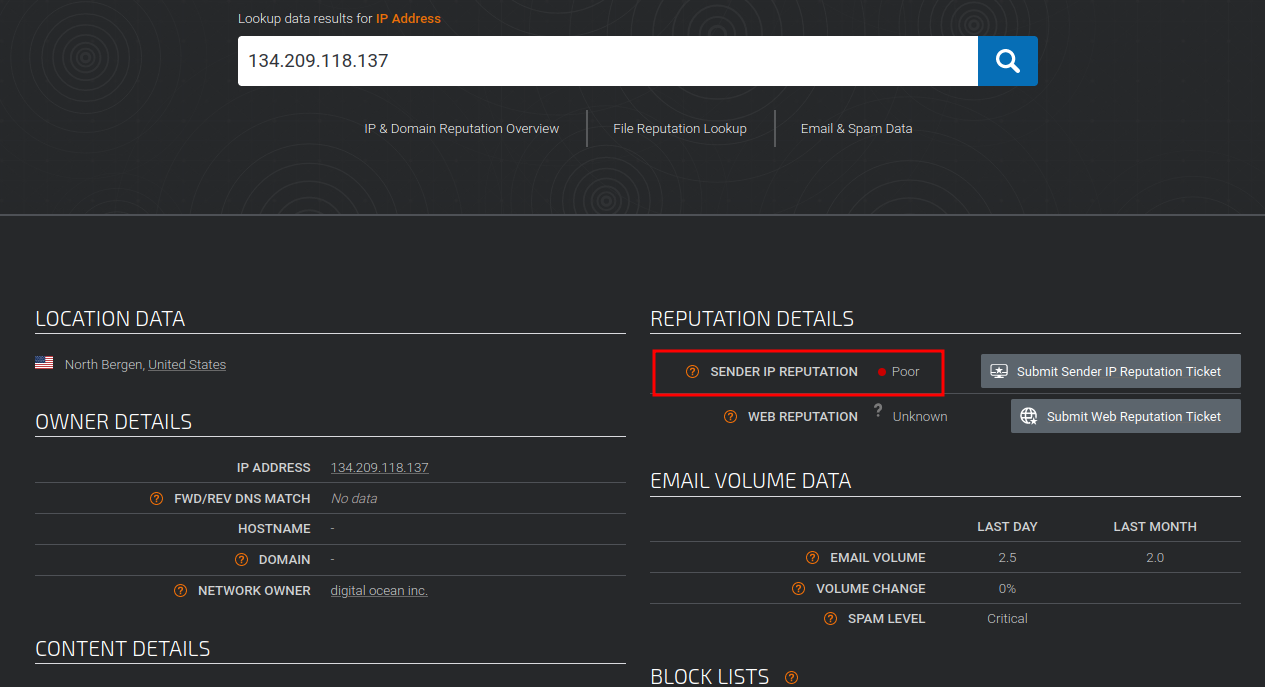 Lookup data results for IP Address
134.209.118.137
IP & Domain Reputation Overview
File Reputation Lookup
Email & Spam Data
LOCATION DATA
North Bergen, United States
OWNER DETAILS
IP ADDRESS 134.209.118.137
? FWD/REV DNS MATCH No data
HOSTNAME -
? DOMAIN -
? NETWORK OWNER digital ocean inc.
CONTENT DETAILS
REPUTATION DETAILS
? SENDER IP REPUTATION Poor Submit Sender IP Reputation Ticket
? WEB REPUTATION ? Unknown Submit Web Reputation Ticket
EMAIL VOLUME DATA
LAST DAY LAST MONTH
? EMAIL VOLUME 2.5 2.0
? VOLUME CHANGE 0%
? SPAM LEVEL Critical
BLOCK LISTS ?